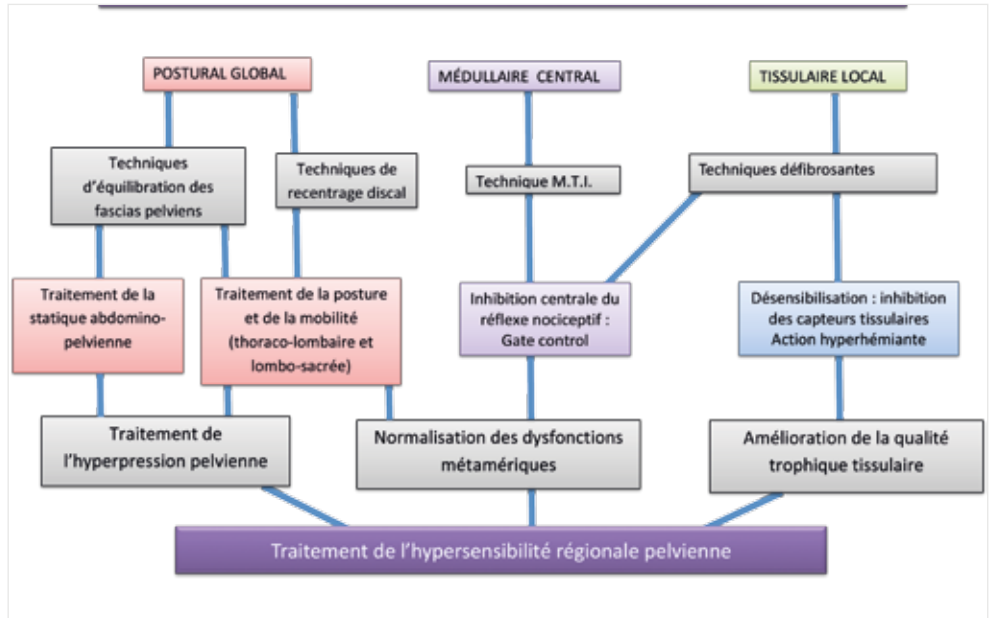 POSTURAL GLOBAL
MÉDULLAIRE CENTRAL
TISSULAIRE LOCAL
Techniques
d'équilibration des
fascias pelviens
Techniques de
recentrage discal
Technique M.T.I.
Techniques défibrosantes
Traitement de la
statique abdomino-
pelvienne
Traitement de la posture
et de la mobilité
(thoraco-lombaire et
lombo-sacrée)
Inhibition centrale du
réflexe nociceptif :
Gate control
Désensibilisation : inhibition
des capteurs tissulaires
Action hyperhémiante
Traitement de
l'hyperpression pelvienne
Normalisation des dysfonctions
métamériques
Amélioration de la qualité
trophique tissulaire
Traitement de l'hypersensibilité régionale pelvienne